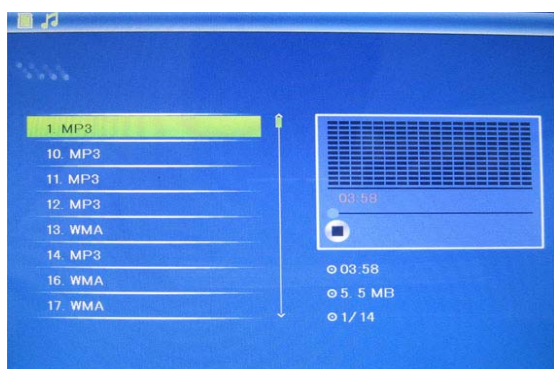 1. MP3
10. MP3
11. MP3
12. MP3
13. WMA
14. MP3
16. WMA
17. WMA
03:58
03:58
5. 5 MB
1/ 14